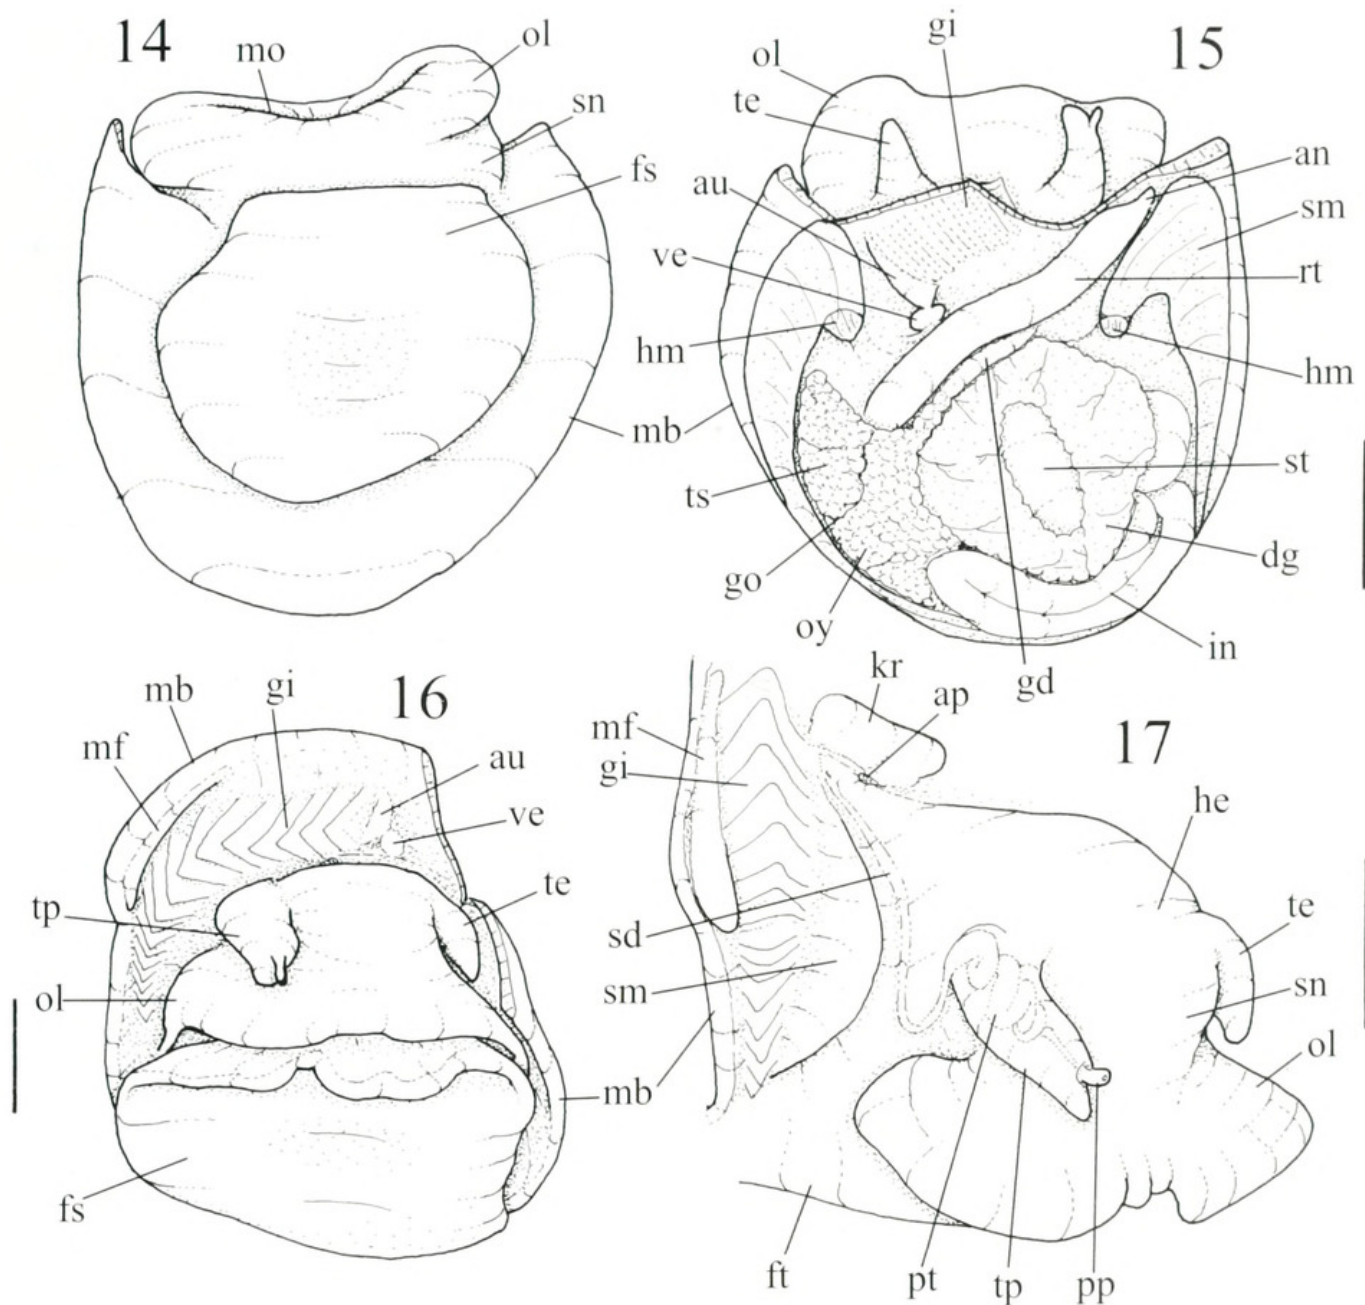 14
mo
ol
sn
fs
mb
15
ol
gi
te
au
an
sm
ve
rt
hm
hm
ts
st
go
dg
oy
in
gd
16
mb
gi
mf
au
ve
tp
te
ol
mb
fs
17
kr
ap
mf
gi
he
sd
te
sm
sn
ol
ft
pt
tp
pp